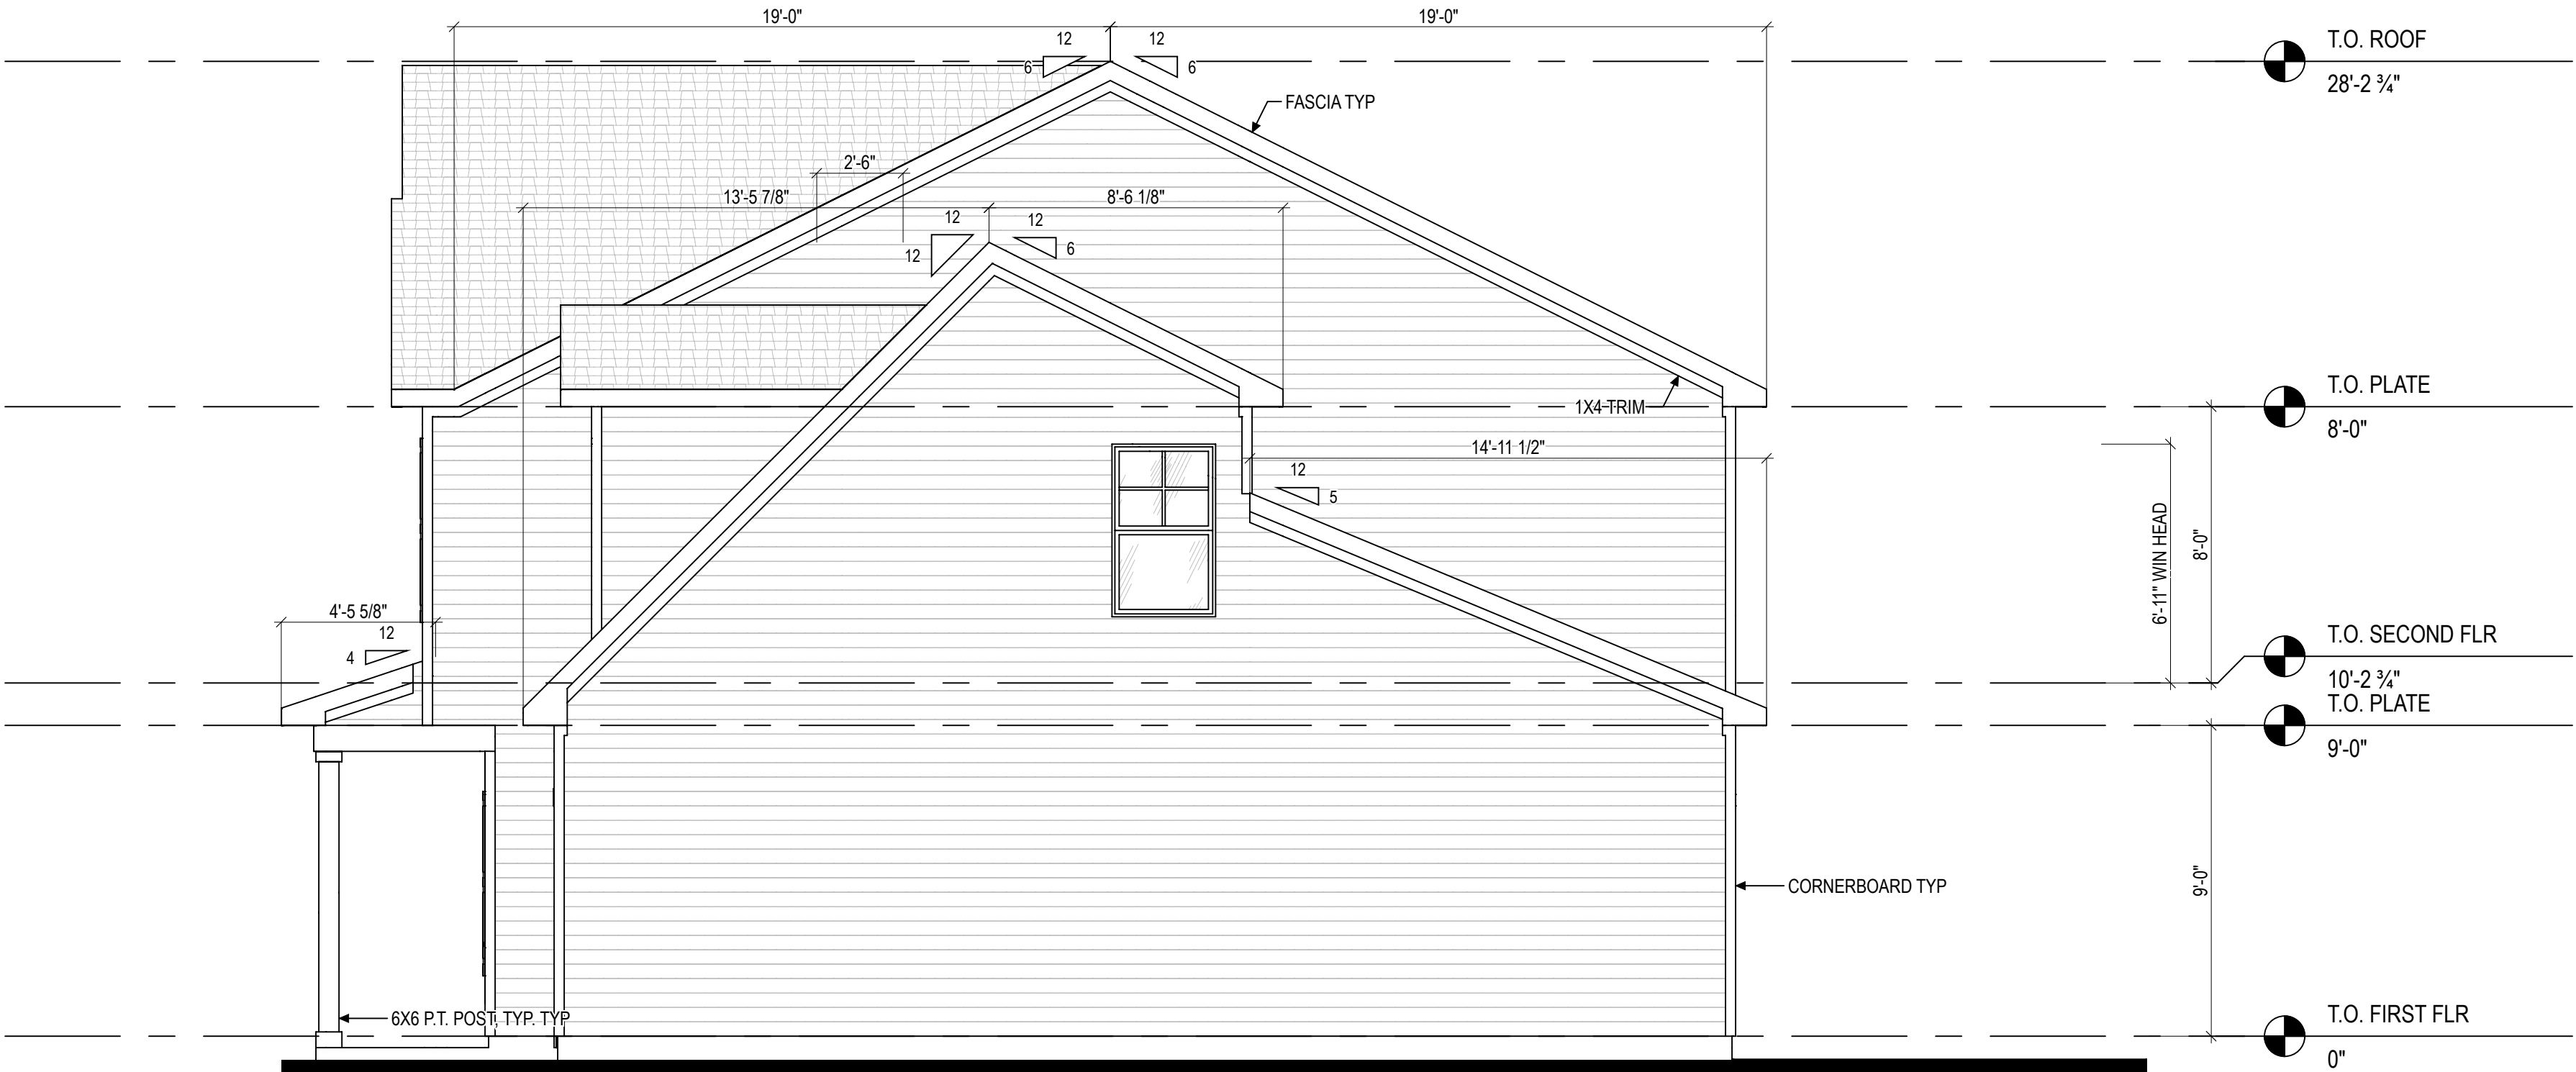 19'-0"
19'-0"
12
12
6
6
T.O. ROOF
28'-2 ¾"
FASCIA TYP
2'-6"
13'-5 7/8"
8'-6 1/8"
12
12
12
6
T.O. PLATE
8'-0"
1X4 TRIM
14'-11 1/2"
12
5
6'-11" WIN HEAD
8'-0"
4'-5 5/8"
12
4
T.O. SECOND FLR
10'-2 ¾"
T.O. PLATE
9'-0"
9'-0"
CORNERBOARD TYP
6X6 P.T. POST, TYP. TYP
T.O. FIRST FLR
0"